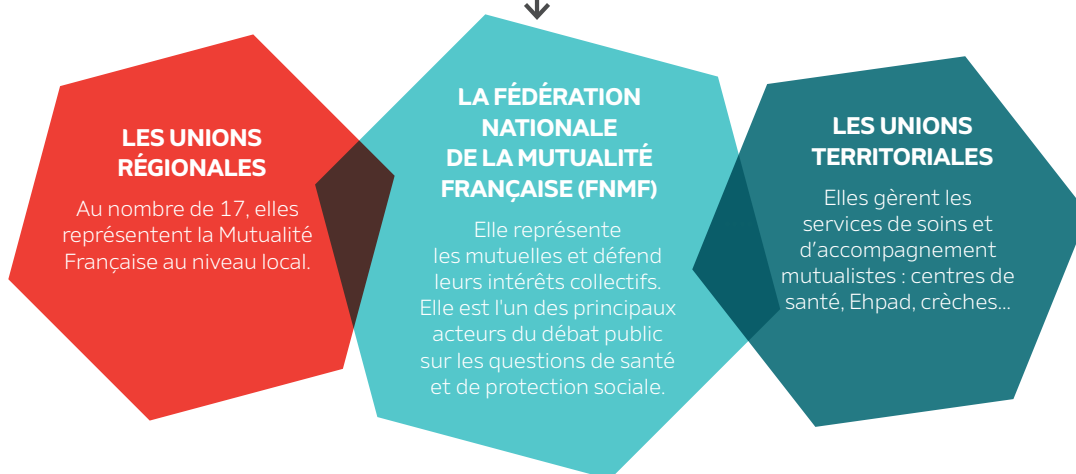 LES UNIONS
RÉGIONALES
Au nombre de 17, elles
représentent la Mutualité
Française au niveau local.
LA FÉDÉRATION
NATIONALE
DE LA MUTUALITÉ
FRANÇAISE (FNMF)
Elle représente
les mutuelles et défend
leurs intérêts collectifs.
Elle est l'un des principaux
acteurs du débat public
sur les questions de santé
et de protection sociale.
LES UNIONS
TERRITORIALES
Elles gèrent les
services de soins et
d'accompagnement
mutualistes : centres de
santé, Ehpad, crèches...